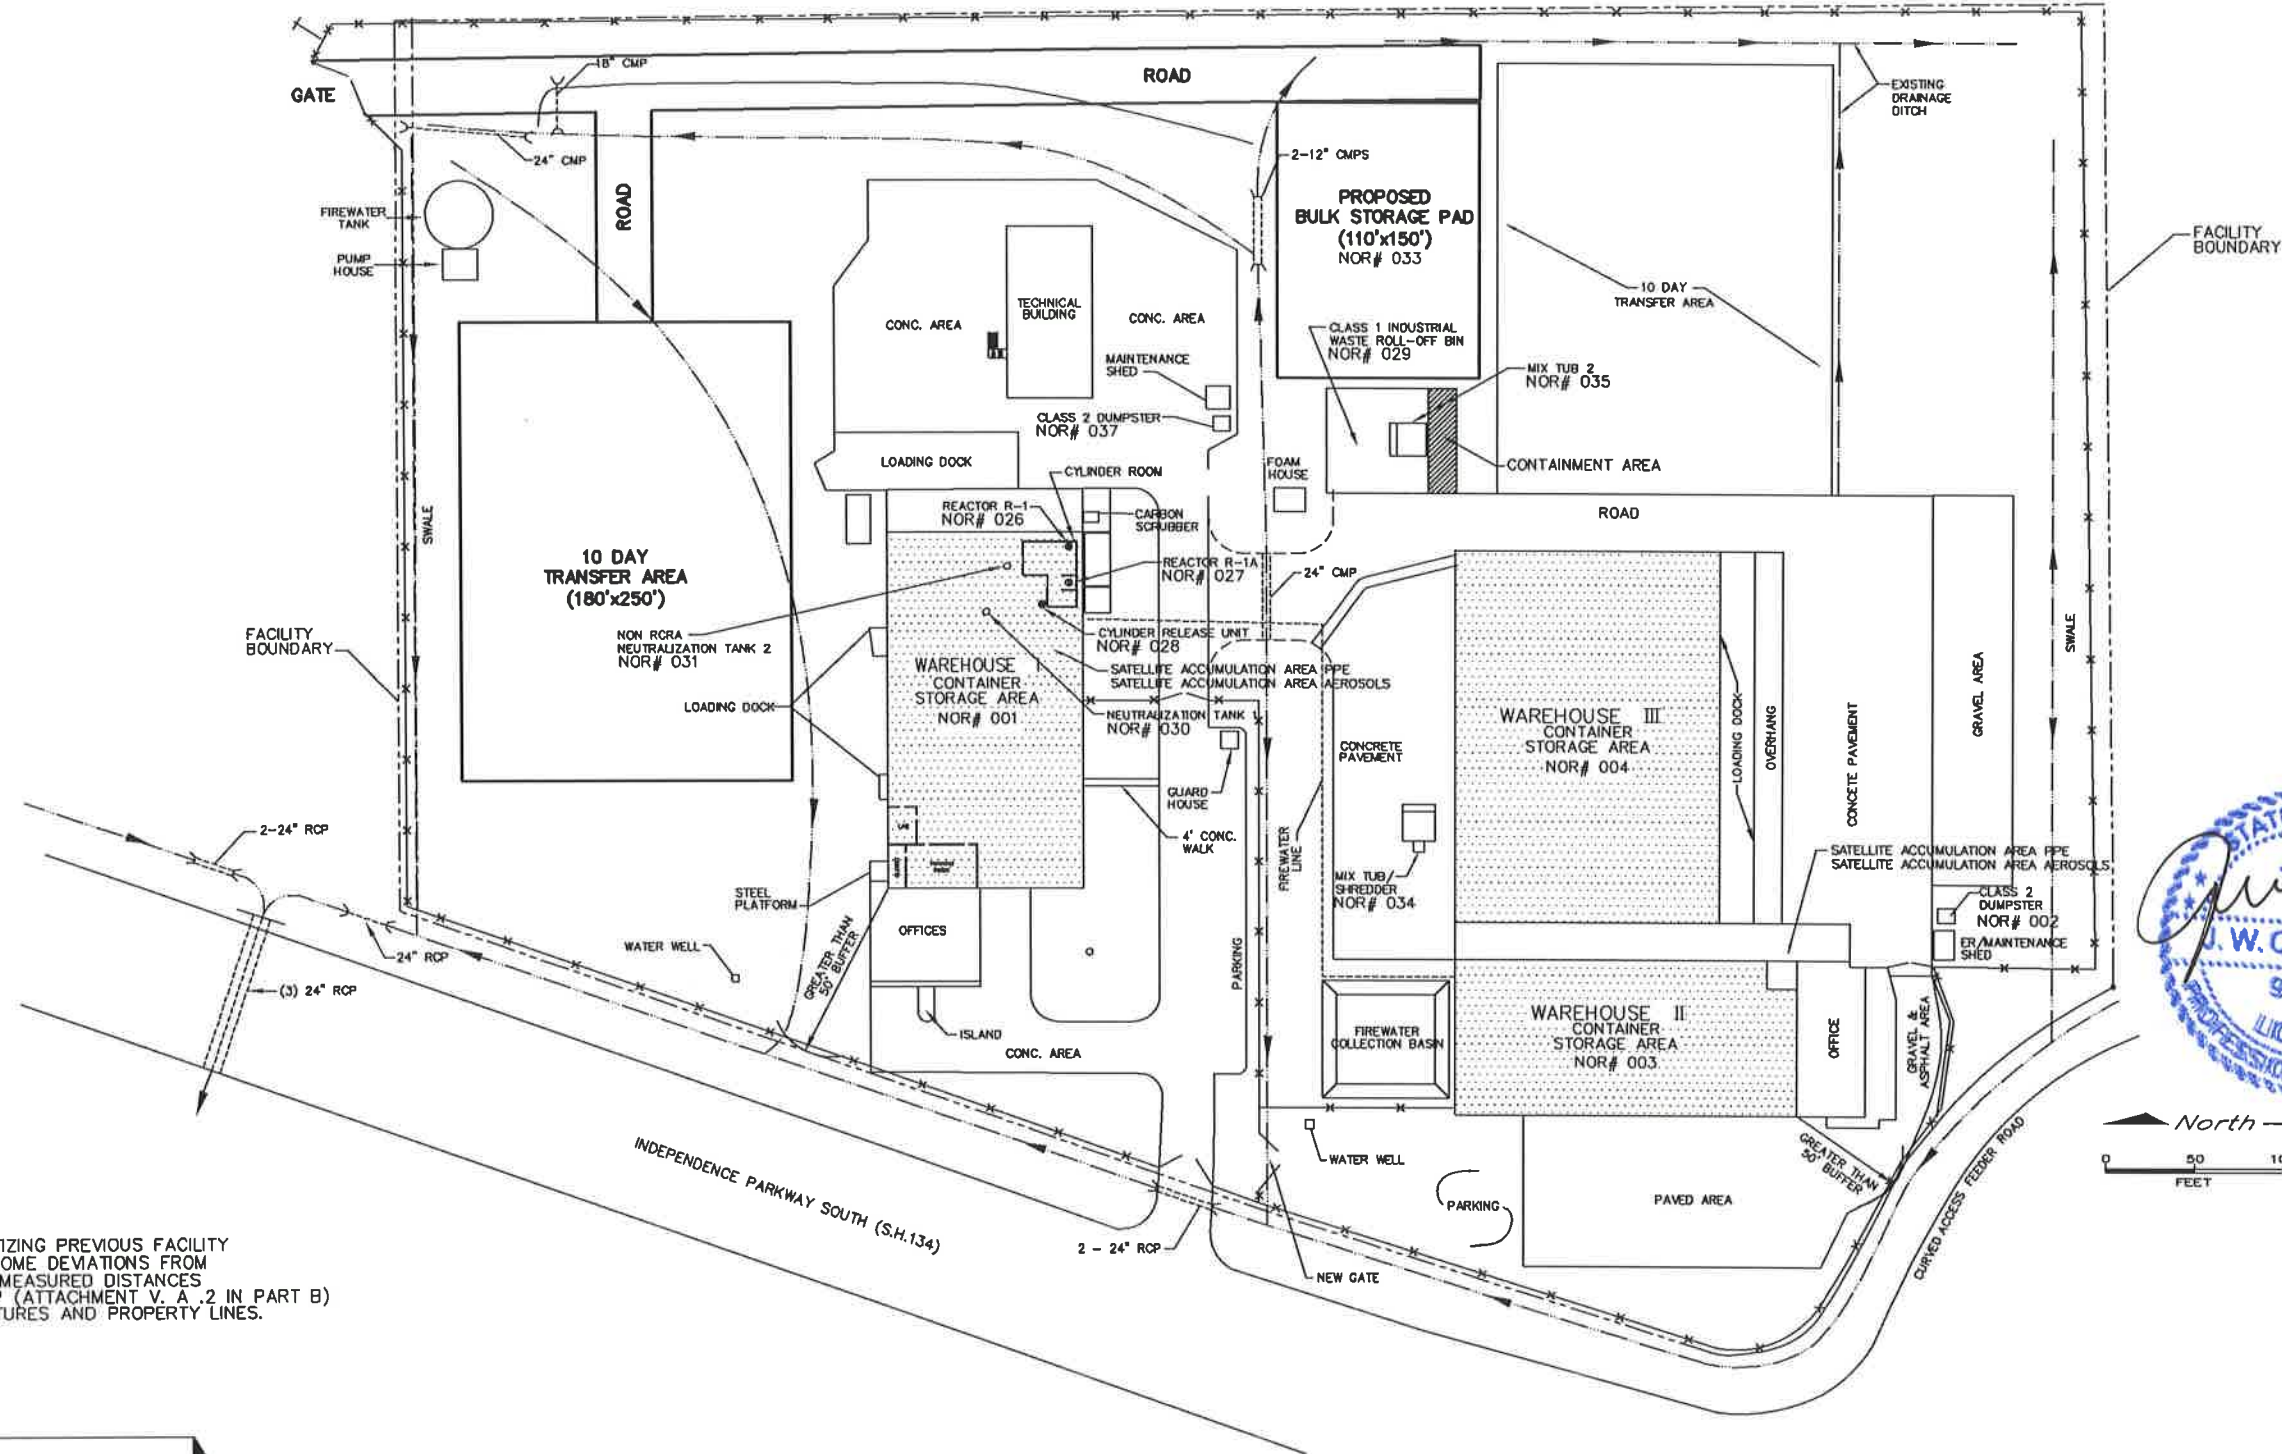 GATE
18" CMP
ROAD
24" CMP
ROAD
FIREWATER
TANK
PUMP
HOUSE
2-12" CMPS
PROPOSED
BULK STORAGE PAD
(110'x150')
NOR# 033
EXISTING
DRAINAGE
DITCH
FACILITY
BOUNDARY
10 DAY
TRANSFER AREA
CONC. AREA
TECHNICAL
BUILDING
CONC. AREA
CLASS 1 INDUSTRIAL
WASTE ROLL-OFF BIN
NOR# 029
MAINTENANCE
SHED
MIX TUB 2
NOR# 035
CLASS 2 DUMPSTER
NOR# 037
LOADING DOCK
CYLINDER ROOM
FOAM
HOUSE
CONTAINMENT AREA
REACTOR R-1
NOR# 026
CARBON
SCRUBBER
ROAD
SWALE
10 DAY
TRANSFER AREA
(180'x250')
REACTOR R-1A
NOR# 027
24" CMP
FACILITY
BOUNDARY
NON RCRA
NEUTRALIZATION TANK 2
NOR# 031
CYLINDER RELEASE UNIT
NOR# 028
SATELLITE ACCUMULATION AREA PPE
SATELLITE ACCUMULATION AREA AEROSOLS
WAREHOUSE I
CONTAINER
STORAGE AREA
NOR# 001
LOADING DOCK
NEUTRALIZATION TANK 1
NOR# 030
CONCRETE
PAVEMENT
WAREHOUSE III
CONTAINER
STORAGE AREA
NOR# 004
LOADING DOCK
OVERHANG
CONCETE PAVEMENT
GRAVEL AREA
SWALE
GUARD
HOUSE
4' CONC.
WALK
FIREWATER
LINE
2-24" RCP
LAB
MIX TUB/
SHREDDER
NOR# 034
SATELLITE ACCUMULATION AREA PPE
SATELLITE ACCUMULATION AREA AEROSOLS
CLASS 2
DUMPSTER
NOR# 002
ER/MAINTENANCE
SHED
STEEL
PLATFORM
OFFICES
GREATER THAN
50' BUFFER
WATER WELL
24" RCP
(3) 24" RCP
PARKING
ISLAND
CONC. AREA
FIREWATER
COLLECTION BASIN
WAREHOUSE II
CONTAINER
STORAGE AREA
NOR# 003
OFFICE
GRAVEL &
ASPHALT AREA
STAT
J. W. C
9
LIC
PROFESSIO
North
0 50 10
FEET
INDEPENDENCE PARKWAY SOUTH (S.H.134)
WATER WELL
PARKING
PAVED AREA
GREATER THAN
50' BUFFER
CURVED ACCESS FEEDER ROAD
2 - 24" RCP
NEW GATE
IZING PREVIOUS FACILITY
OME DEVIATIONS FROM
MEASURED DISTANCES
(ATTACHMENT V. A .2 IN PART B)
TURES AND PROPERTY LINES.